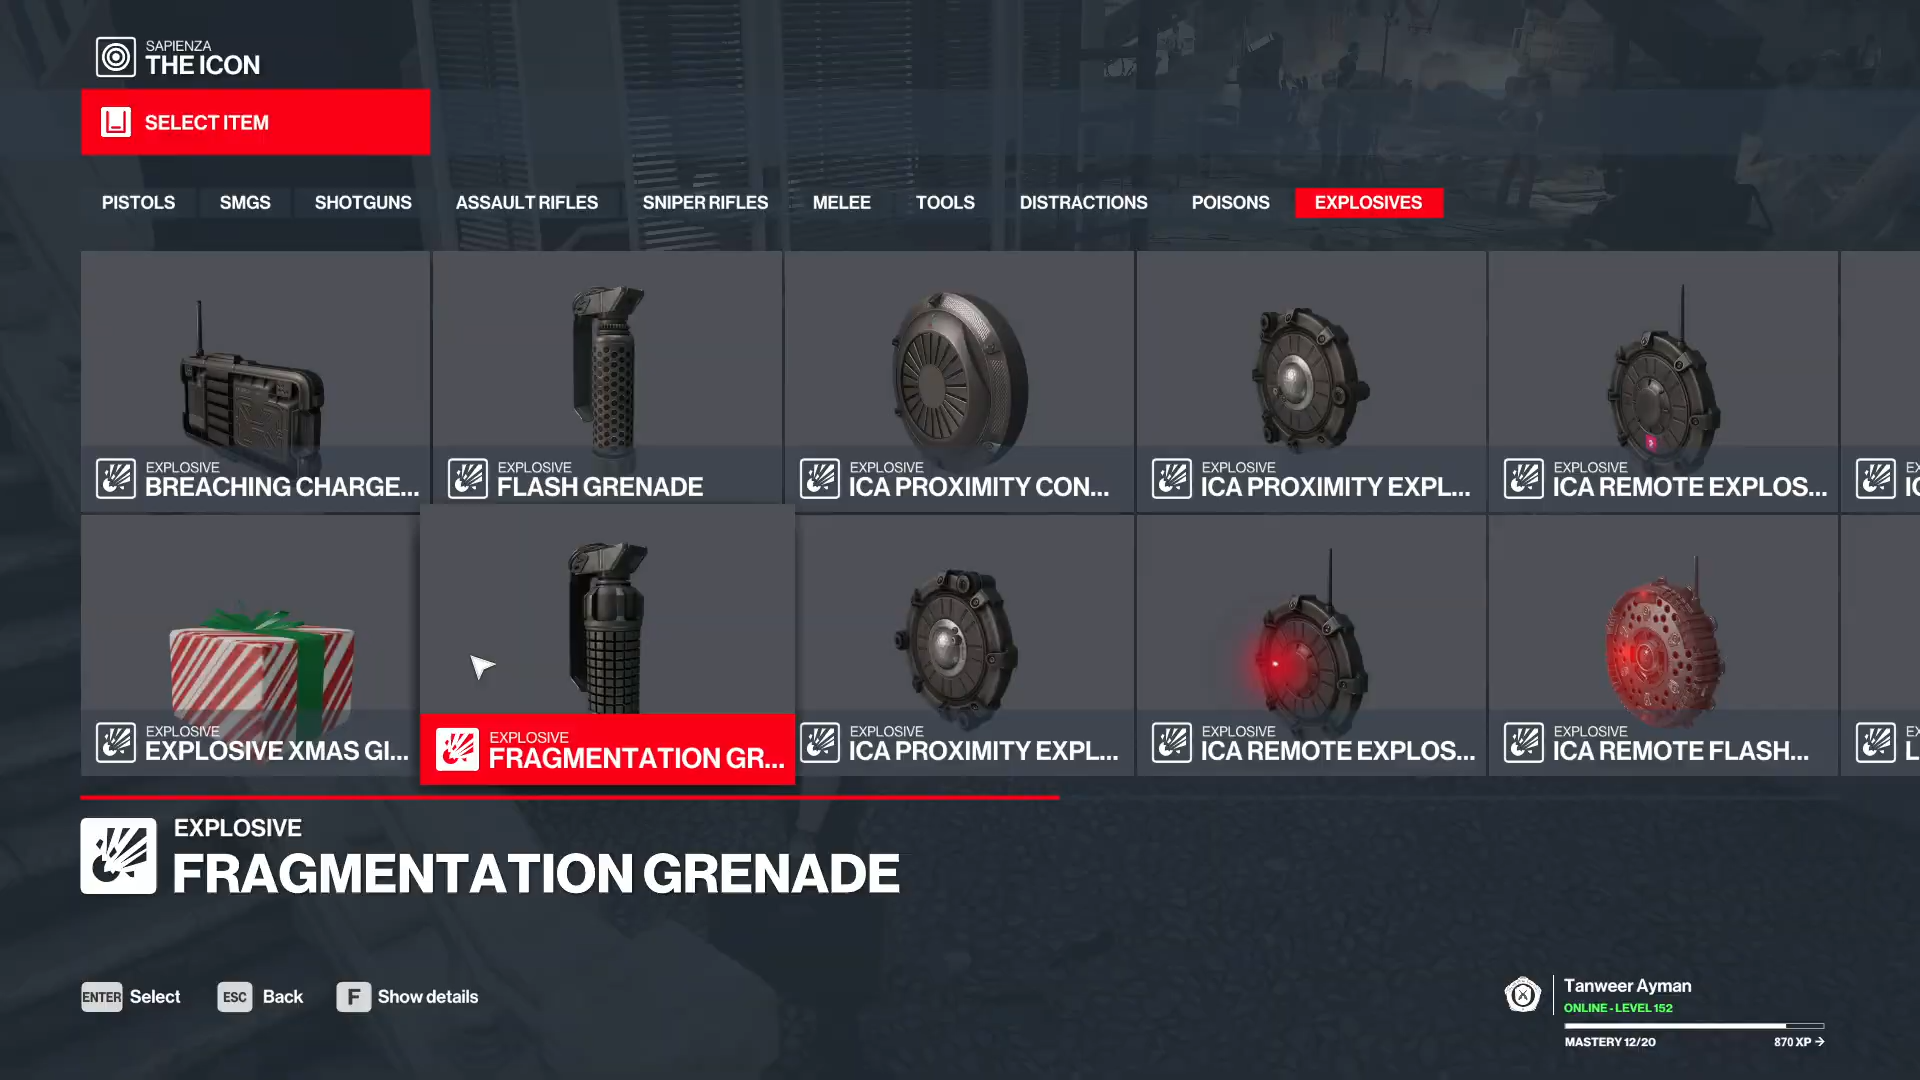 SAPIENZA
THE ICON
SELECT ITEM
PISTOLS SMGS SHOTGUNS ASSAULT RIFLES SNIPER RIFLES MELEE TOOLS DISTRACTIONS POISONS EXPLOSIVES
EXPLOSIVE
BREACHING CHARGE...
EXPLOSIVE
FLASH GRENADE
EXPLOSIVE
ICA PROXIMITY CON...
EXPLOSIVE
ICA PROXIMITY EXPL...
EXPLOSIVE
ICA REMOTE EXPLOS...
EXPLOSIVE
EXPLOSIVE XMAS GI...
EXPLOSIVE
FRAGMENTATION GR...
EXPLOSIVE
ICA PROXIMITY EXPL...
EXPLOSIVE
ICA REMOTE EXPLOS...
EXPLOSIVE
ICA REMOTE FLASH...
EXPLOSIVE
FRAGMENTATION GRENADE
ENTER Select ESC Back F Show details
Tanweer Ayman
ONLINE - LEVEL 152
MASTERY 12/20 870 XP →